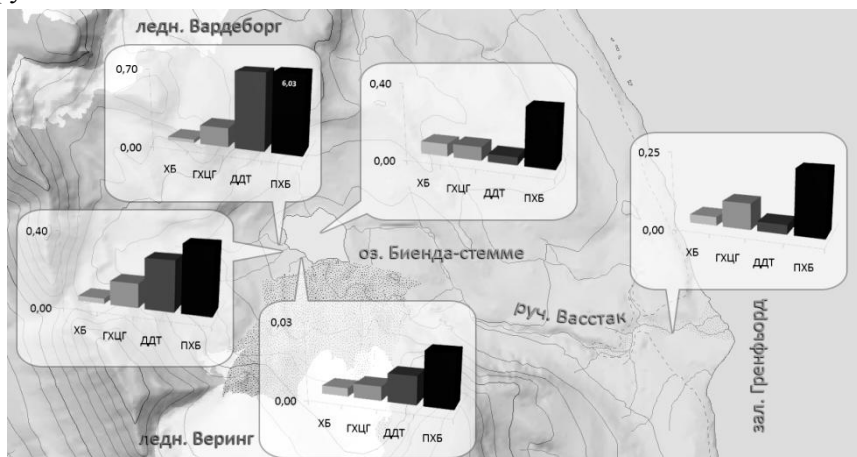 ледн. Вардеборг
0,70
6,03
0,00
ХБ
ГХЦГ
ДДТ
ПХБ
0,40
0,00
ХБ
ГХЦГ
ДДТ
ПХБ
0,25
0,00
ХБ
ГХЦГ
ДДТ
ПХБ
0,40
0,00
ХБ
ГХЦГ
ДДТ
ПХБ
оз. Биенда-стемме
руч. Васстак
0,03
0,00
ХБ
ГХЦГ
ДДТ
ПХБ
зал. Гренфьорд
ледн. Веринг